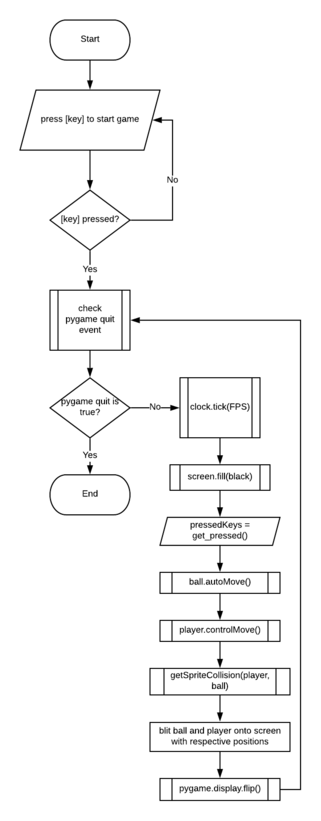 Start
press [key] to start game
No
[key] pressed?
Yes
check
pygame quit
event
pygame quit is
true?
No
clock.tick(FPS)
Yes
End
screen.fill(black)
pressedKeys =
get_pressed()
ball.autoMove()
player.controlMove()
getSpriteCollision(player,
ball)
blit ball and player onto screen
with respective positions
pygame.display.flip()